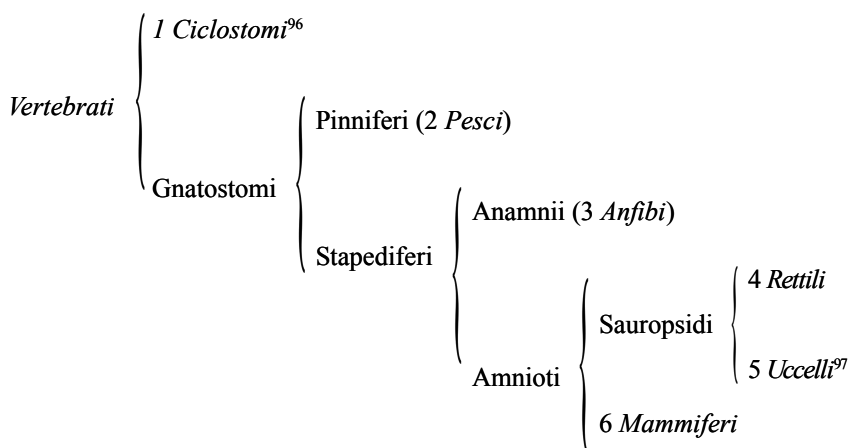 1 Ciclostomi96
Vertebrati
Pinniferi (2 Pesci)
Gnatostomi
Anamnii (3 Anfibi)
Stapediferi
4 Rettili
Sauropsidi
5 Uccelli97
Amnioti
6 Mammiferi